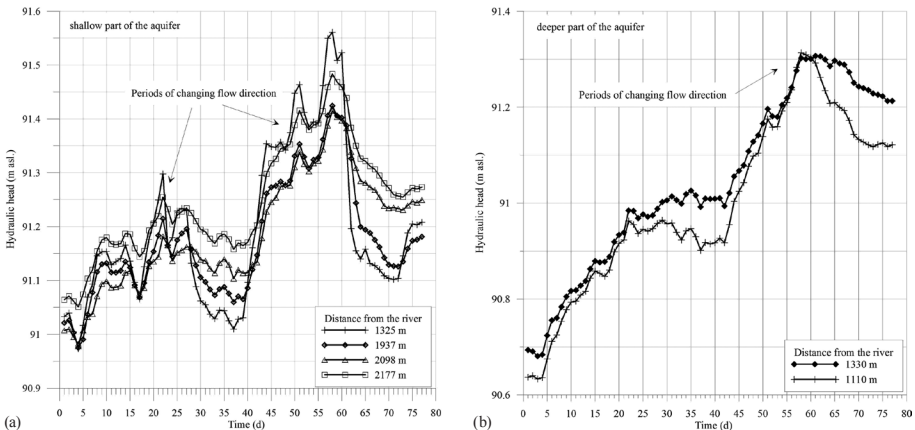 shallow part of the aquifer
Periods of changing flow direction
Hydraulic head (m asl.)
91.6
91.5
91.4
91.3
91.2
91.1
91
90.9
Distance from the river
1325 m
1937 m
2098 m
2177 m
0 5 10 15 20 25 30 35 40 45 50 55 60 65 70 75 80
Time (d)
(a)
deeper part of the aquifer
Periods of changing flow direction
Hydraulic head (m asl.)
91.4
91.2
91
90.8
90.6
Distance from the river
1330 m
1110 m
0 5 10 15 20 25 30 35 40 45 50 55 60 65 70 75 80
Time (d)
(b)